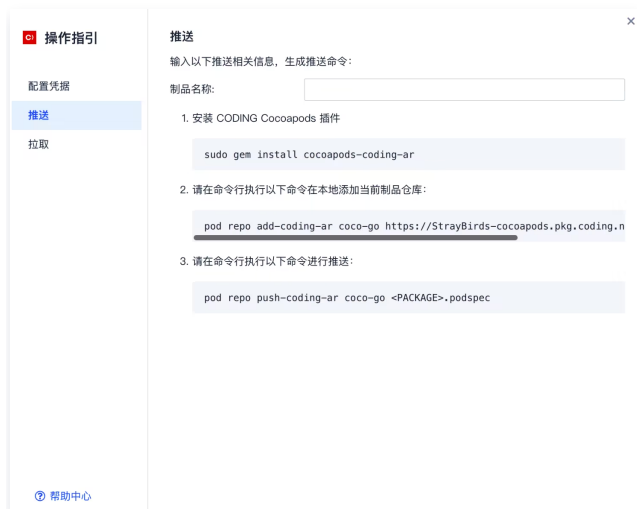 ×
CI 操作指引
配置凭据
推送
拉取
帮助中心
推送
输入以下推送相关信息，生成推送命令：
制品名称:
1. 安装 CODING Cocoapods 插件
sudo gem install cocoapods-coding-ar
2. 请在命令行执行以下命令在本地添加当前制品仓库：
pod repo add-coding-ar coco-go https://StrayBirds-cocoapods.pkg.coding.n
3. 请在命令行执行以下命令进行推送：
pod repo push-coding-ar coco-go <PACKAGE>.podspec